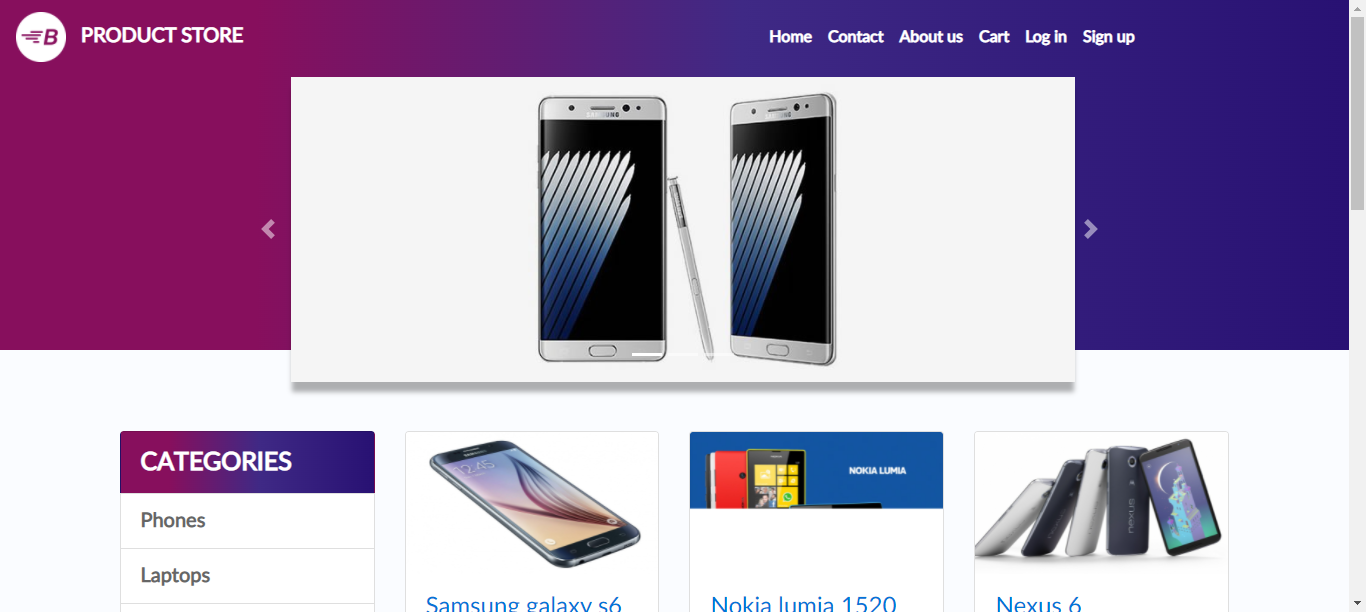 B
PRODUCT STORE
Home
Contact
About us
Cart
Log in
Sign up
SAMSUNG
SAMSUNG
CATEGORIES
Phones
Laptops
12:45
NOKIA LUMIA
nexus
Samsung galaxy s6
Nokia lumia 1520
Nexus 6